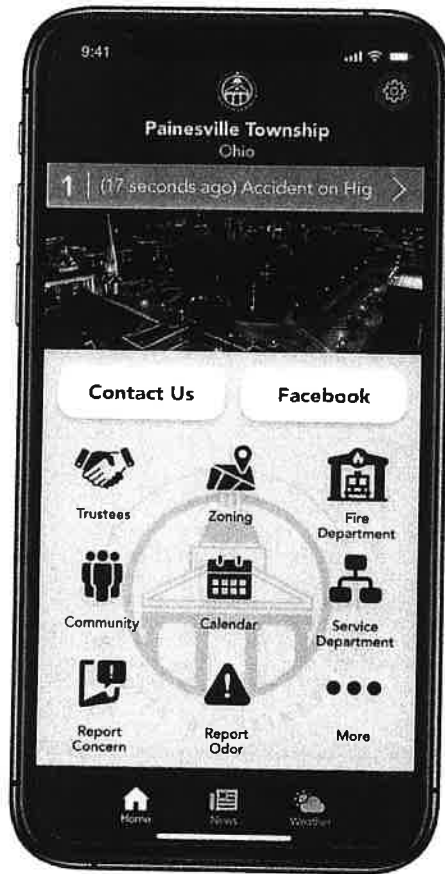 9:41
Painesville Township
Ohio
1 | (17 seconds ago) Accident on Hig
Contact Us
Facebook
Trustees
Zoning
Fire
Department
Community
Calendar
Service
Department
Report
Concern
Report
Odor
More
Home
News
Weather